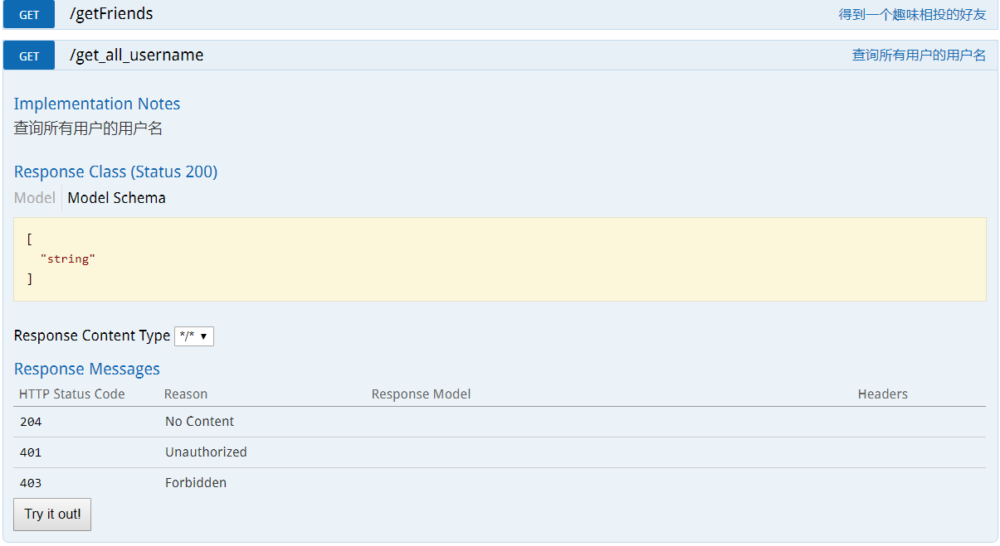 GET /getFriends 得到一个趣味相投的好友
GET /get_all_username 查询所有用户的用户名
Implementation Notes
查询所有用户的用户名
Response Class (Status 200)
Model Model Schema
[
"string"
]
Response Content Type */* ▼
Response Messages
HTTP Status Code Reason Response Model Headers
204 No Content
401 Unauthorized
403 Forbidden
Try it out!